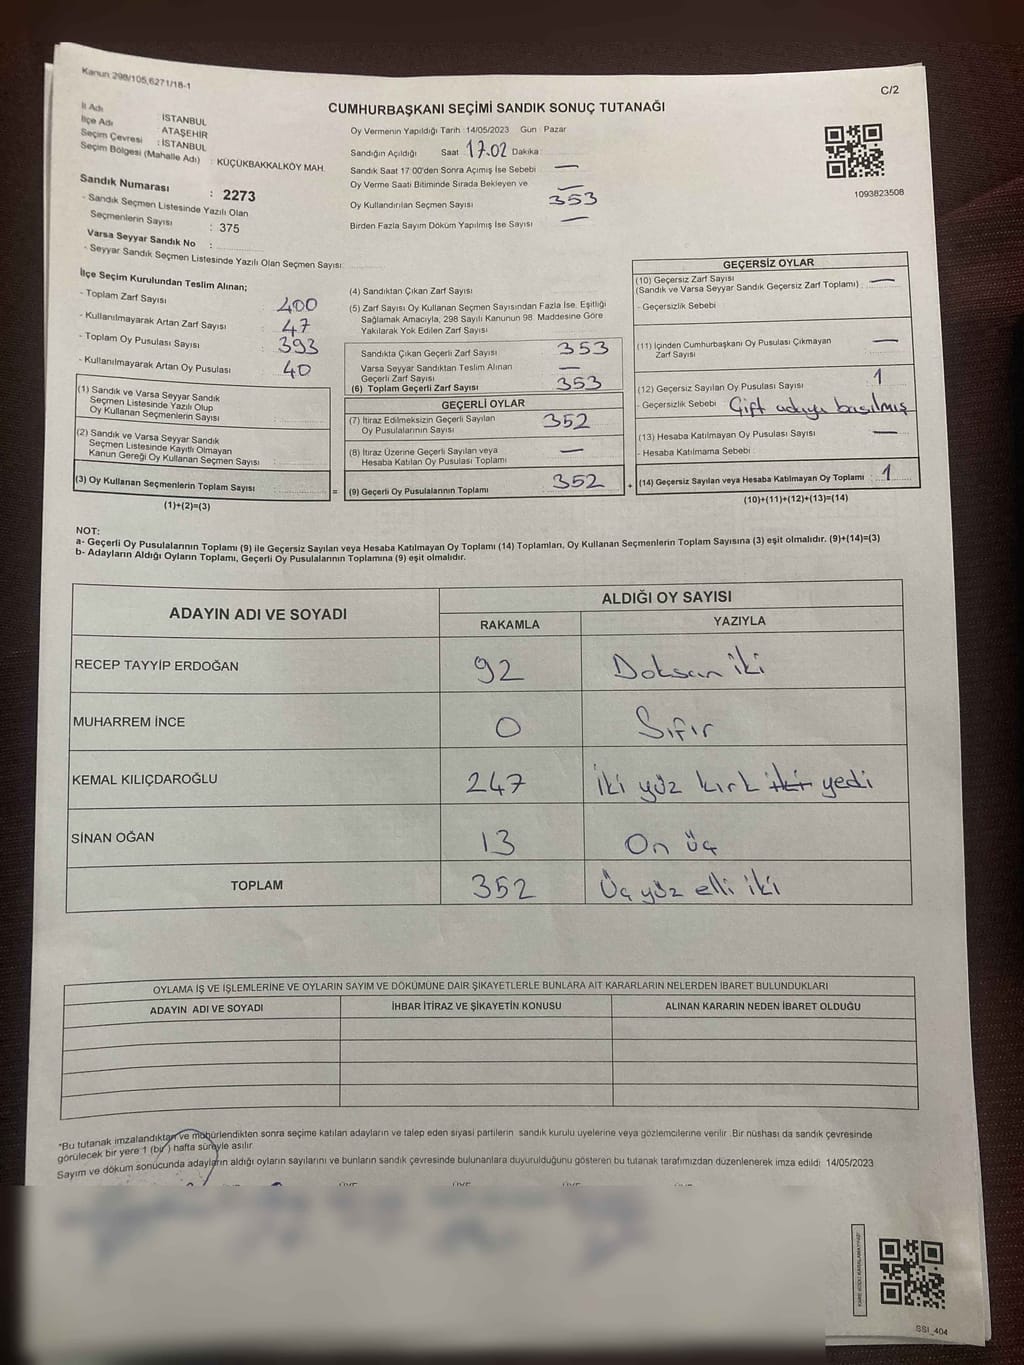 Kanun 298/105,6271/18-1
C/2
CUMHURBAŞKANI SEÇİMİ SANDIK SONUÇ TUTANAĞI
İl Adı : İSTANBUL
İlçe Adı : ATAŞEHİR
Seçim Çevresi : İSTANBUL
Seçim Bölgesi (Mahalle Adı) : KÜÇÜKBAKKALKÖY MAH.
Sandık Numarası : 2273
- Sandık Seçmen Listesinde Yazılı Olan
Seçmenlerin Sayısı : 375
Varsa Seyyar Sandık No :
- Seyyar Sandık Seçmen Listesinde Yazılı Olan Seçmen Sayısı:
Oy Vermenin Yapıldığı Tarih : 14/05/2023 Gün : Pazar
Sandığın Açıldığı Saat 17.02 Dakika :
Sandık Saat 17:00'den Sonra Açımış İse Sebebi —
Oy Verme Saati Bitiminde Sırada Bekleyen ve —
Oy Kullandırılan Seçmen Sayısı 353
Birden Fazla Sayım Döküm Yapılmış İse Sayısı —
1093823508
İlçe Seçim Kurulundan Teslim Alınan;
- Toplam Zarf Sayısı : 400
- Kullanılmayarak Artan Zarf Sayısı : 47
- Toplam Oy Pusulası Sayısı : 393
- Kullanılmayarak Artan Oy Pusulası : 40
(1) Sandık ve Varsa Seyyar Sandık
Seçmen Listesinde Yazılı Olup
Oy Kullanan Seçmenlerin Sayısı :
(2) Sandık ve Varsa Seyyar Sandık
Seçmen Listesinde Kayıtlı Olmayan
Kanun Gereği Oy Kullanan Seçmen Sayısı :
(3) Oy Kullanan Seçmenlerin Toplam Sayısı :
(1)+(2)=(3)
=
(4) Sandıktan Çıkan Zarf Sayısı
(5) Zarf Sayısı Oy Kullanan Seçmen Sayısından Fazla İse, Eşitliği
Sağlamak Amacıyla, 298 Sayılı Kanunun 98. Maddesine Göre
Yakılarak Yok Edilen Zarf Sayısı
Sandıkta Çıkan Geçerli Zarf Sayısı 353
Varsa Seyyar Sandıktan Teslim Alınan
Geçerli Zarf Sayısı —
(6) Toplam Geçerli Zarf Sayısı 353
GEÇERLİ OYLAR
(7) İtiraz Edilmeksizin Geçerli Sayılan
Oy Pusulalarının Sayısı 352
(8) İtiraz Üzerine Geçerli Sayılan veya
Hesaba Katılan Oy Pusulası Toplamı —
(9) Geçerli Oy Pusulalarının Toplamı 352
+
GEÇERSİZ OYLAR
(10) Geçersiz Zarf Sayısı
(Sandık ve Varsa Seyyar Sandık Geçersiz Zarf Toplamı) : —
- Geçersizlik Sebebi :
(11) İçinden Cumhurbaşkanı Oy Pusulası Çıkmayan
Zarf Sayısı —
(12) Geçersiz Sayılan Oy Pusulası Sayısı 1
- Geçersizlik Sebebi : Çift adaya basılmış
(13) Hesaba Katılmayan Oy Pusulası Sayısı —
- Hesaba Katılmama Sebebi :
(14) Geçersiz Sayılan veya Hesaba Katılmayan Oy Toplamı : 1
(10)+(11)+(12)+(13)=(14)
NOT:
a- Geçerli Oy Pusulalarının Toplamı (9) ile Geçersiz Sayılan veya Hesaba Katılmayan Oy Toplamı (14) Toplamları, Oy Kullanan Seçmenlerin Toplam Sayısına (3) eşit olmalıdır. (9)+(14)=(3)
b- Adayların Aldığı Oyların Toplamı, Geçerli Oy Pusulalarının Toplamına (9) eşit olmalıdır.
ADAYIN ADI VE SOYADI
ALDIĞI OY SAYISI
RAKAMLA YAZIYLA
RECEP TAYYİP ERDOĞAN 92 Doksan iki
MUHARREM İNCE 0 Sıfır
KEMAL KILIÇDAROĞLU 247 İki yüz kırk iki yedi
SİNAN OĞAN 13 On üç
TOPLAM 352 Üç yüz elli iki
OYLAMA İŞ VE İŞLEMLERİNE VE OYLARIN SAYIM VE DÖKÜMÜNE DAİR ŞİKAYETLERLE BUNLARA AİT KARARLARIN NELERDEN İBARET BULUNDUKLARI
ADAYIN ADI VE SOYADI İHBAR İTİRAZ VE ŞİKAYETİN KONUSU ALINAN KARARIN NEDEN İBARET OLDUĞU
*Bu tutanak imzalandıktan ve mühürlendikten sonra seçime katılan adayların ve talep eden siyasi partilerin sandık kurulu üyelerine veya gözlemcilerine verilir. Bir nüshası da sandık çevresinde
görülecek bir yere 1 (bir) hafta süreyle asılır.
Sayım ve döküm sonucunda adayların aldığı oyların sayılarını ve bunların sandık çevresinde bulunanlara duyurulduğunu gösteren bu tutanak tarafımızdan düzenlenerek imza edildi. 14/05/2023
SSI_404